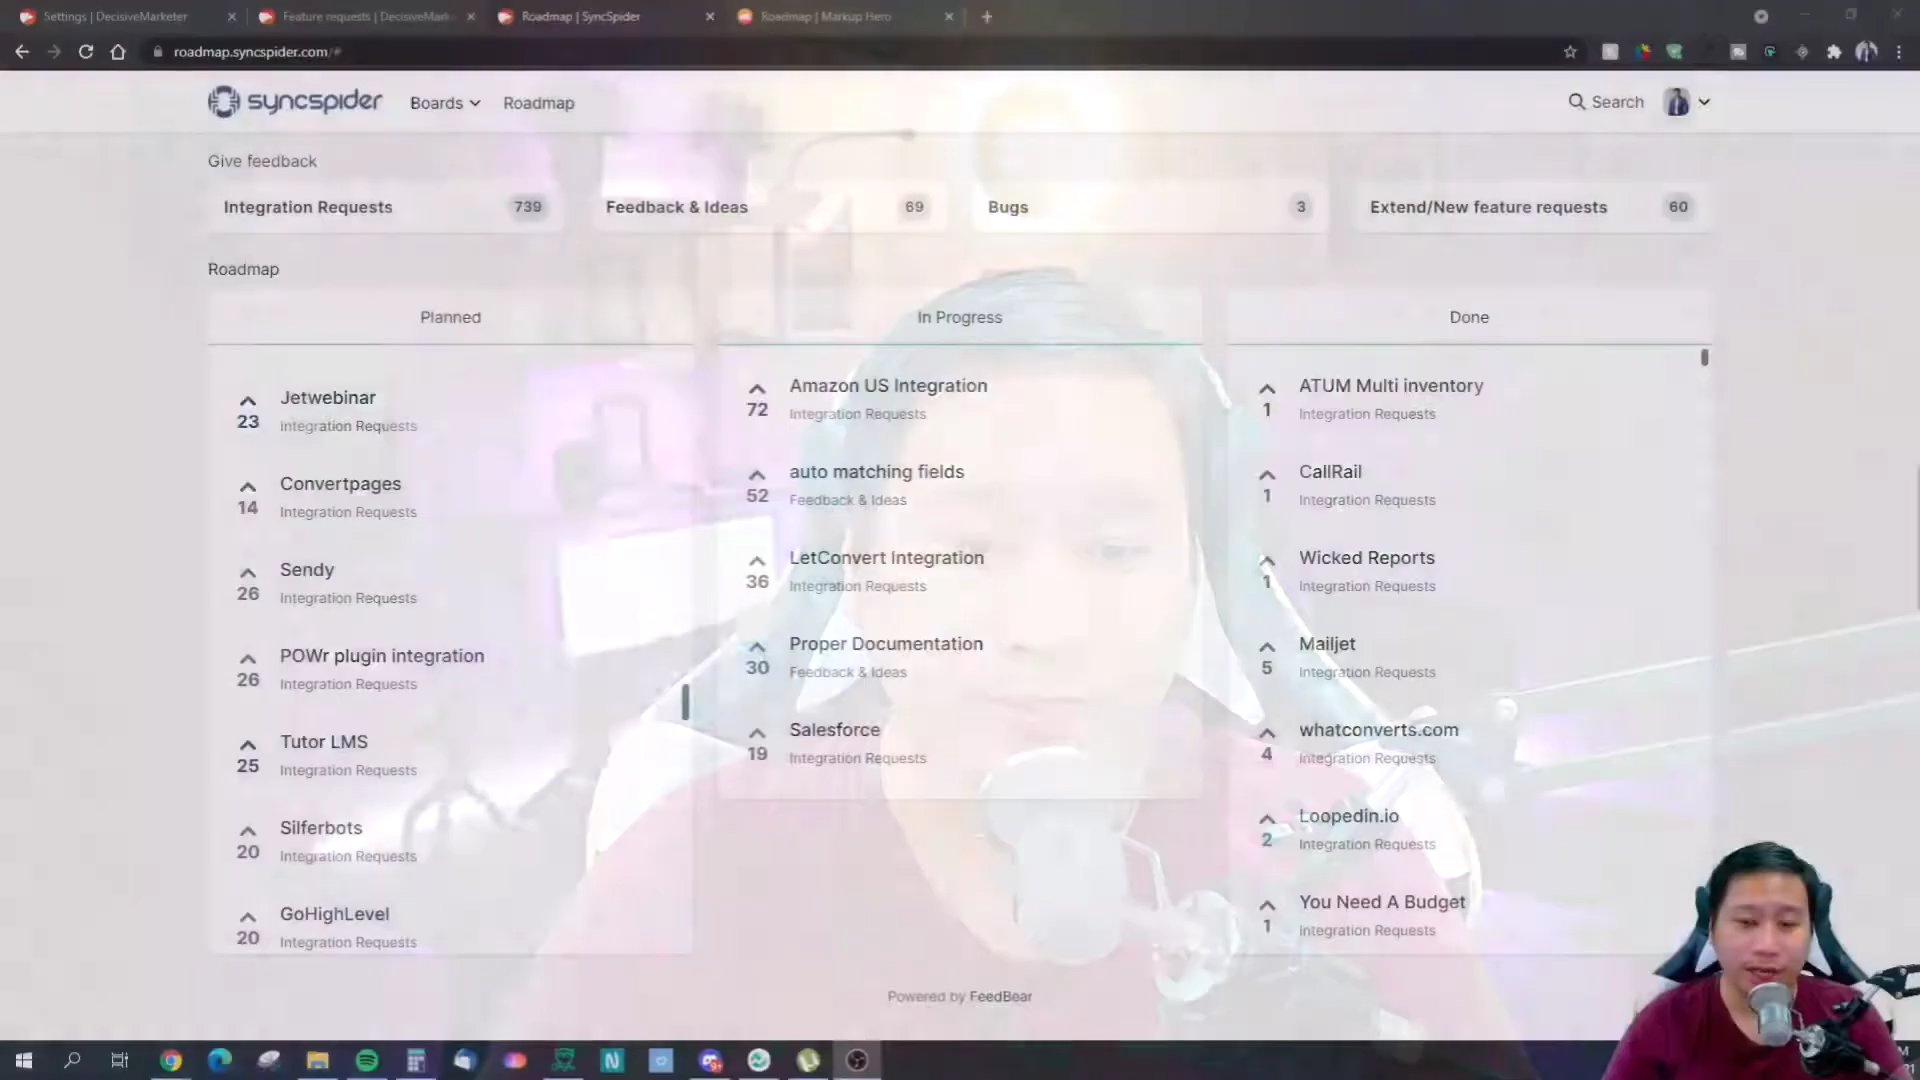 Settings | DecisiveMarketer
Feature requests | DecisiveMark
Roadmap | SyncSpider
Roadmap | Markup Hero
roadmap.syncspider.com/#
syncspider
Boards
Roadmap
Search
Give feedback
Integration Requests 739
Feedback & Ideas 69
Bugs 3
Extend/New feature requests 60
Roadmap
Planned
Jetwebinar
23
Integration Requests
Convertpages
14
Integration Requests
Sendy
26
Integration Requests
POWr plugin integration
26
Integration Requests
Tutor LMS
25
Integration Requests
Silferbots
20
Integration Requests
GoHighLevel
20
Integration Requests
In Progress
Amazon US Integration
72
Integration Requests
auto matching fields
52
Feedback & Ideas
LetConvert Integration
36
Integration Requests
Proper Documentation
30
Feedback & Ideas
Salesforce
19
Integration Requests
Done
ATUM Multi inventory
1
Integration Requests
CallRail
1
Integration Requests
Wicked Reports
1
Integration Requests
Mailjet
5
Integration Requests
whatconverts.com
4
Integration Requests
Loopedin.io
2
Integration Requests
You Need A Budget
1
Integration Requests
Powered by FeedBear